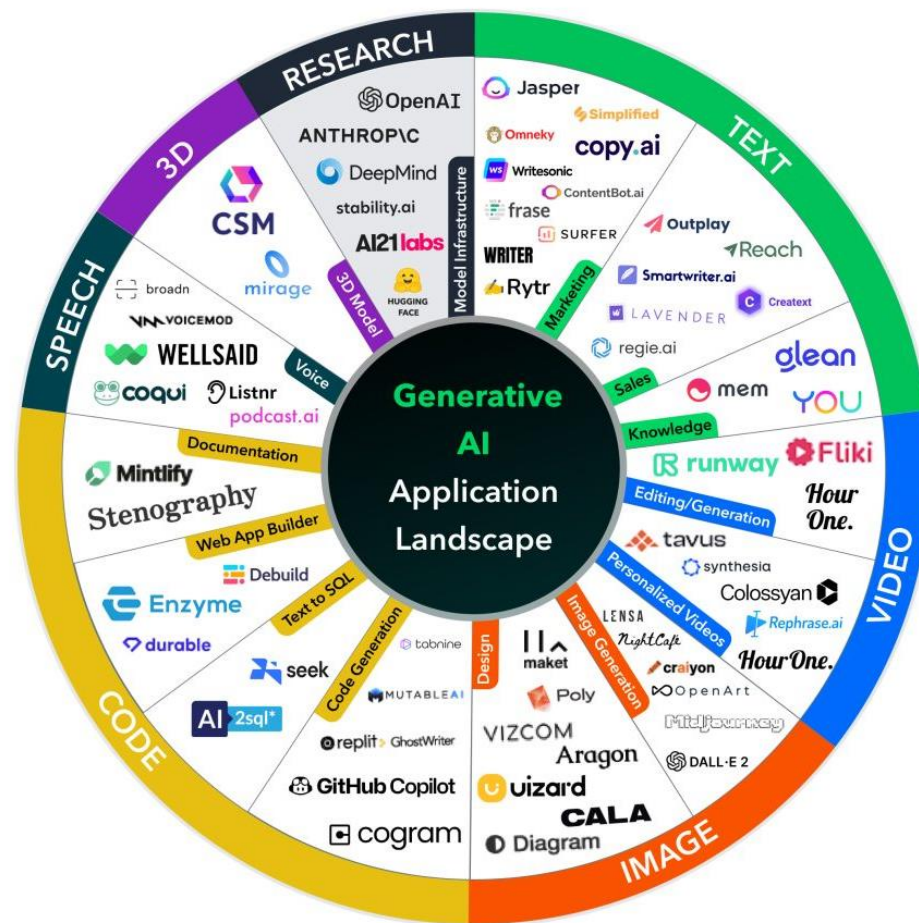 Generative
AI
Application
Landscape
RESEARCH
Model Infrastructure
OpenAI
ANTHROP\C
DeepMind
stability.ai
AI21labs
HUGGING
FACE
TEXT
Marketing
Jasper
Simplified
Omneky
copy.ai
WS Writesonic
ContentBot.ai
frase
SURFER
WRITER
Rytr
Sales
Outplay
Reach
Smartwriter.ai
C Creatext
LAVENDER
regie.ai
Knowledge
glean
mem
YOU
VIDEO
Editing/Generation
runway
Fliki
Hour
One.
Personalized Videos
tavus
synthesia
Colossyan
Rephrase.ai
HourOne.
IMAGE
Image Generation
LENSA
NightCafé
craiyon
OpenArt
Midjourney
DALL·E 2
Design
maket
Poly
VIZCOM
Aragon
uizard
CALA
Diagram
CODE
Code Generation
tabnine
MUTABLEAI
replit GhostWriter
GitHub Copilot
cogram
Text to SQL
seek
AI 2sql*
Web App Builder
Debuild
Enzyme
durable
Documentation
Mintlify
Stenography
SPEECH
Voice
broadn
VOICEMOD
WELLSAID
coqui
Listnr
podcast.ai
3D
3D Model
CSM
mirage